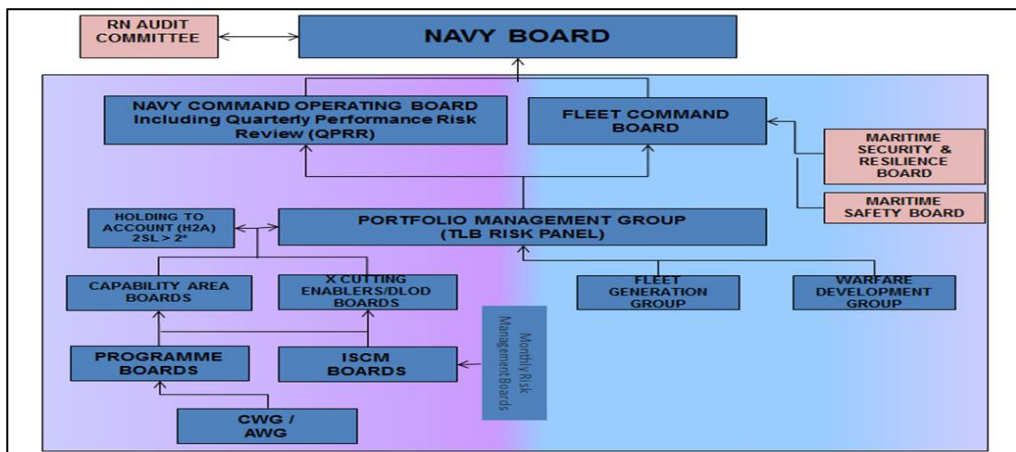 RN AUDIT
COMMITTEE
NAVY BOARD
NAVY COMMAND OPERATING BOARD
Including Quarterly Performance Risk
Review (QPRR)
FLEET COMMAND
BOARD
MARITIME
SECURITY &
RESILIENCE
BOARD
MARITIME
SAFETY BOARD
HOLDING TO
ACCOUNT (H2A)
2SL > 2*
PORTFOLIO MANAGEMENT GROUP
(TLB RISK PANEL)
CAPABILITY AREA
BOARDS
X CUTTING
ENABLERS/DLOD
BOARDS
FLEET
GENERATION
GROUP
WARFARE
DEVELOPMENT
GROUP
PROGRAMME
BOARDS
ISCM
BOARDS
Monthly Risk
Management Boards
CWG /
AWG